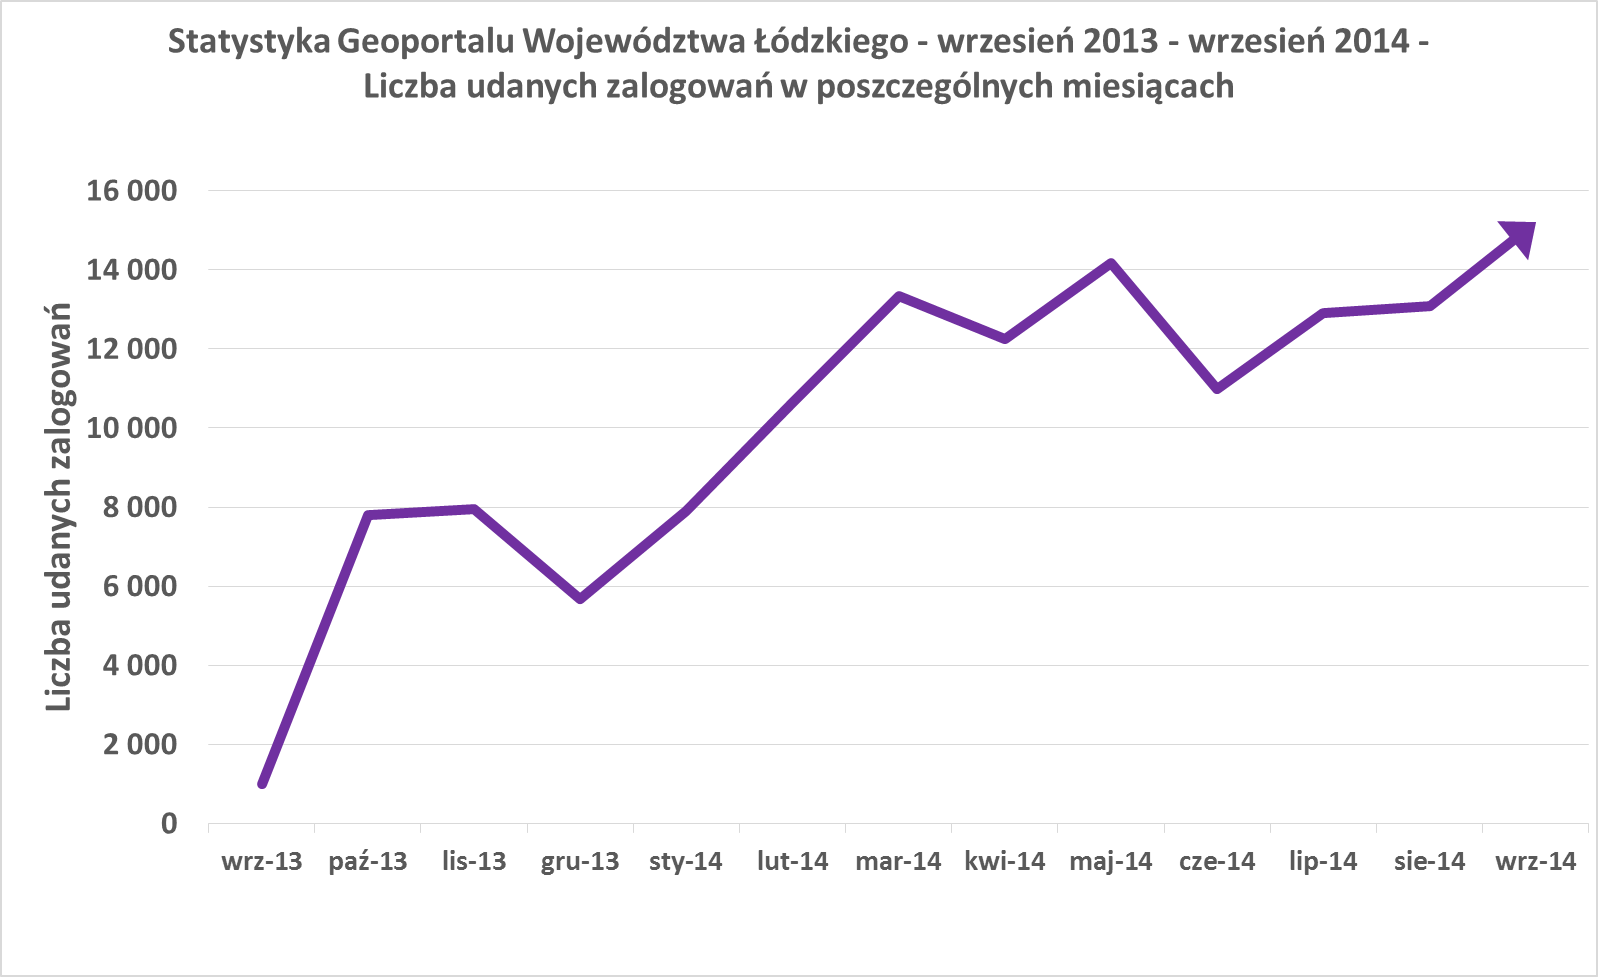 Statystyka Geoportalu Województwa Łódzkiego - wrzesień 2013 - wrzesień 2014 -
Liczba udanych zalogowań w poszczególnych miesiącach
Liczba udanych zalogowań
16 000
14 000
12 000
10 000
8 000
6 000
4 000
2 000
0
wrz-13 paź-13 lis-13 gru-13 sty-14 lut-14 mar-14 kwi-14 maj-14 cze-14 lip-14 sie-14 wrz-14